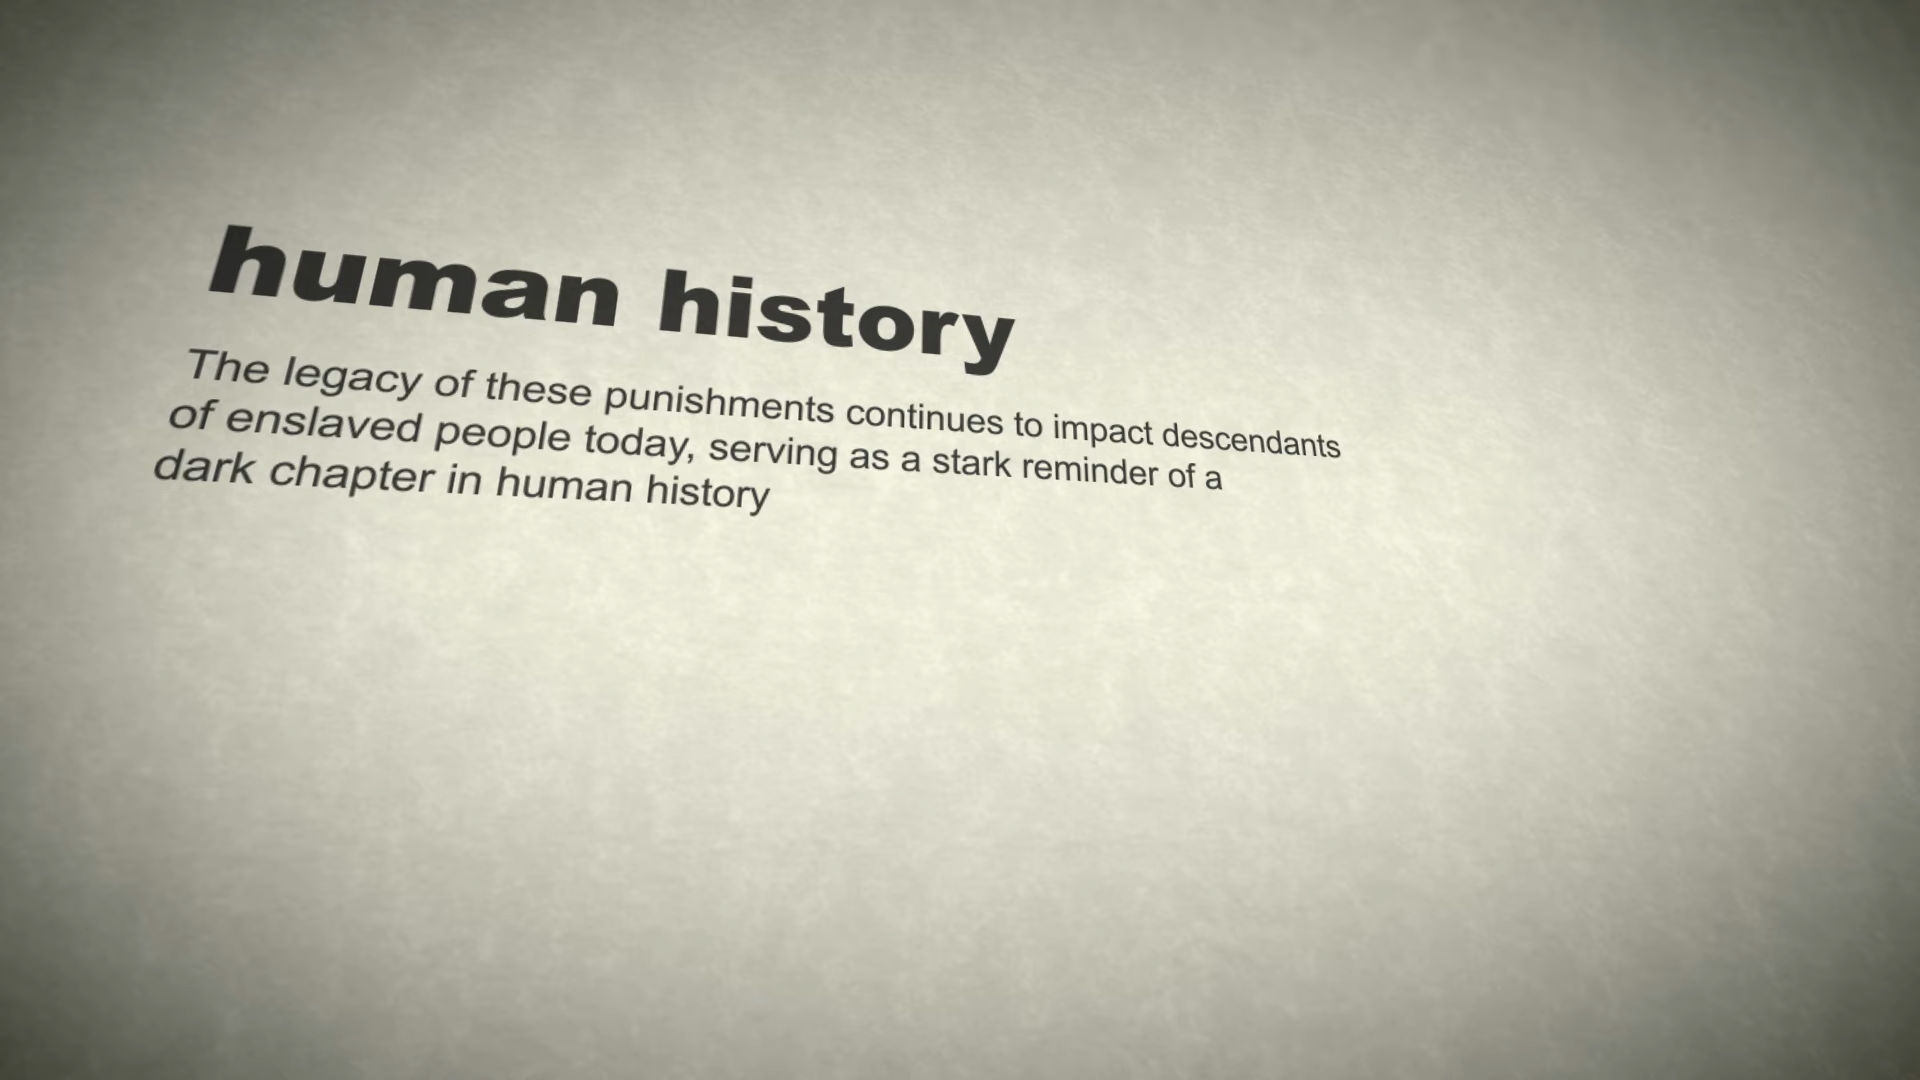 human history
The legacy of these punishments continues to impact descendants
of enslaved people today, serving as a stark reminder of a
dark chapter in human history